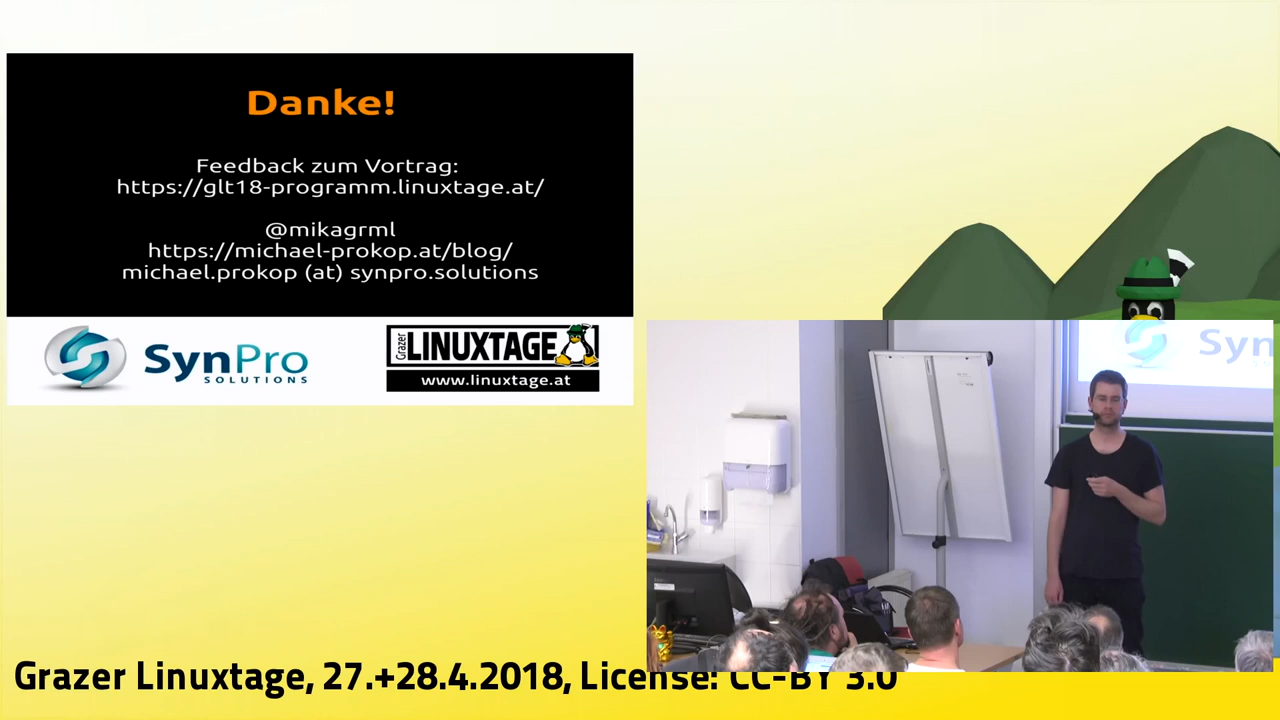 Danke!
Feedback zum Vortrag:
https://glt18-programm.linuxtage.at/
@mikagrml
https://michael-prokop.at/blog/
michael.prokop (at) synpro.solutions
SynPro
SOLUTIONS
Grazer
LINUXTAGE
www.linuxtage.at
Syn
Grazer Linuxtage, 27.+28.4.2018, License: CC-BY 3.0